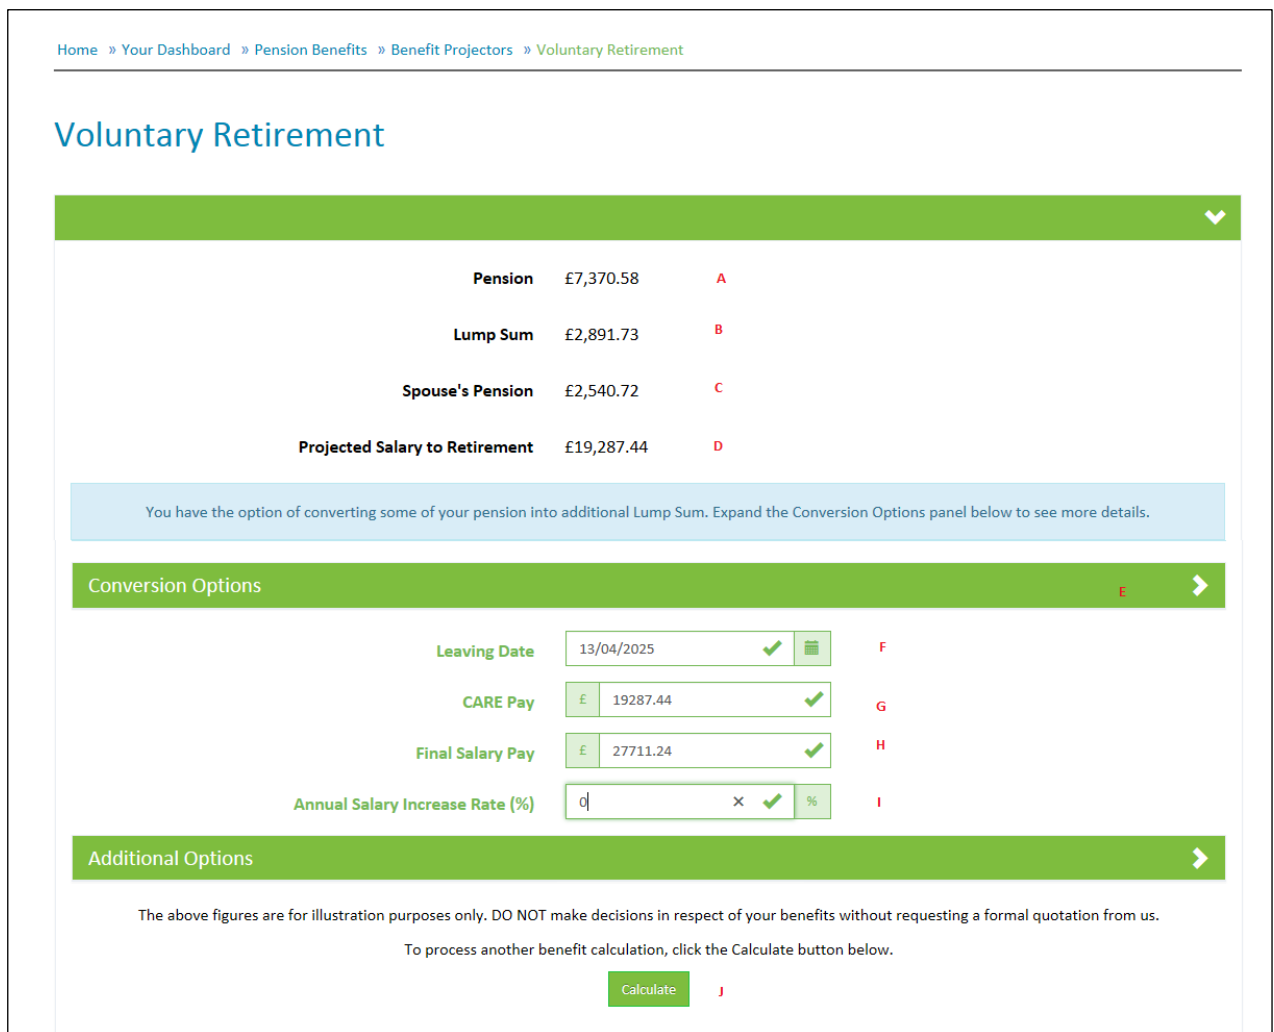 Home » Your Dashboard » Pension Benefits » Benefit Projectors » Voluntary Retirement
Voluntary Retirement
Pension £7,370.58 A
Lump Sum £2,891.73 B
Spouse's Pension £2,540.72 C
Projected Salary to Retirement £19,287.44 D
You have the option of converting some of your pension into additional Lump Sum. Expand the Conversion Options panel below to see more details.
Conversion Options E
Leaving Date 13/04/2025 F
CARE Pay £ 19287.44 G
Final Salary Pay £ 27711.24 H
Annual Salary Increase Rate (%) 0 % I
Additional Options
The above figures are for illustration purposes only. DO NOT make decisions in respect of your benefits without requesting a formal quotation from us.
To process another benefit calculation, click the Calculate button below.
Calculate J